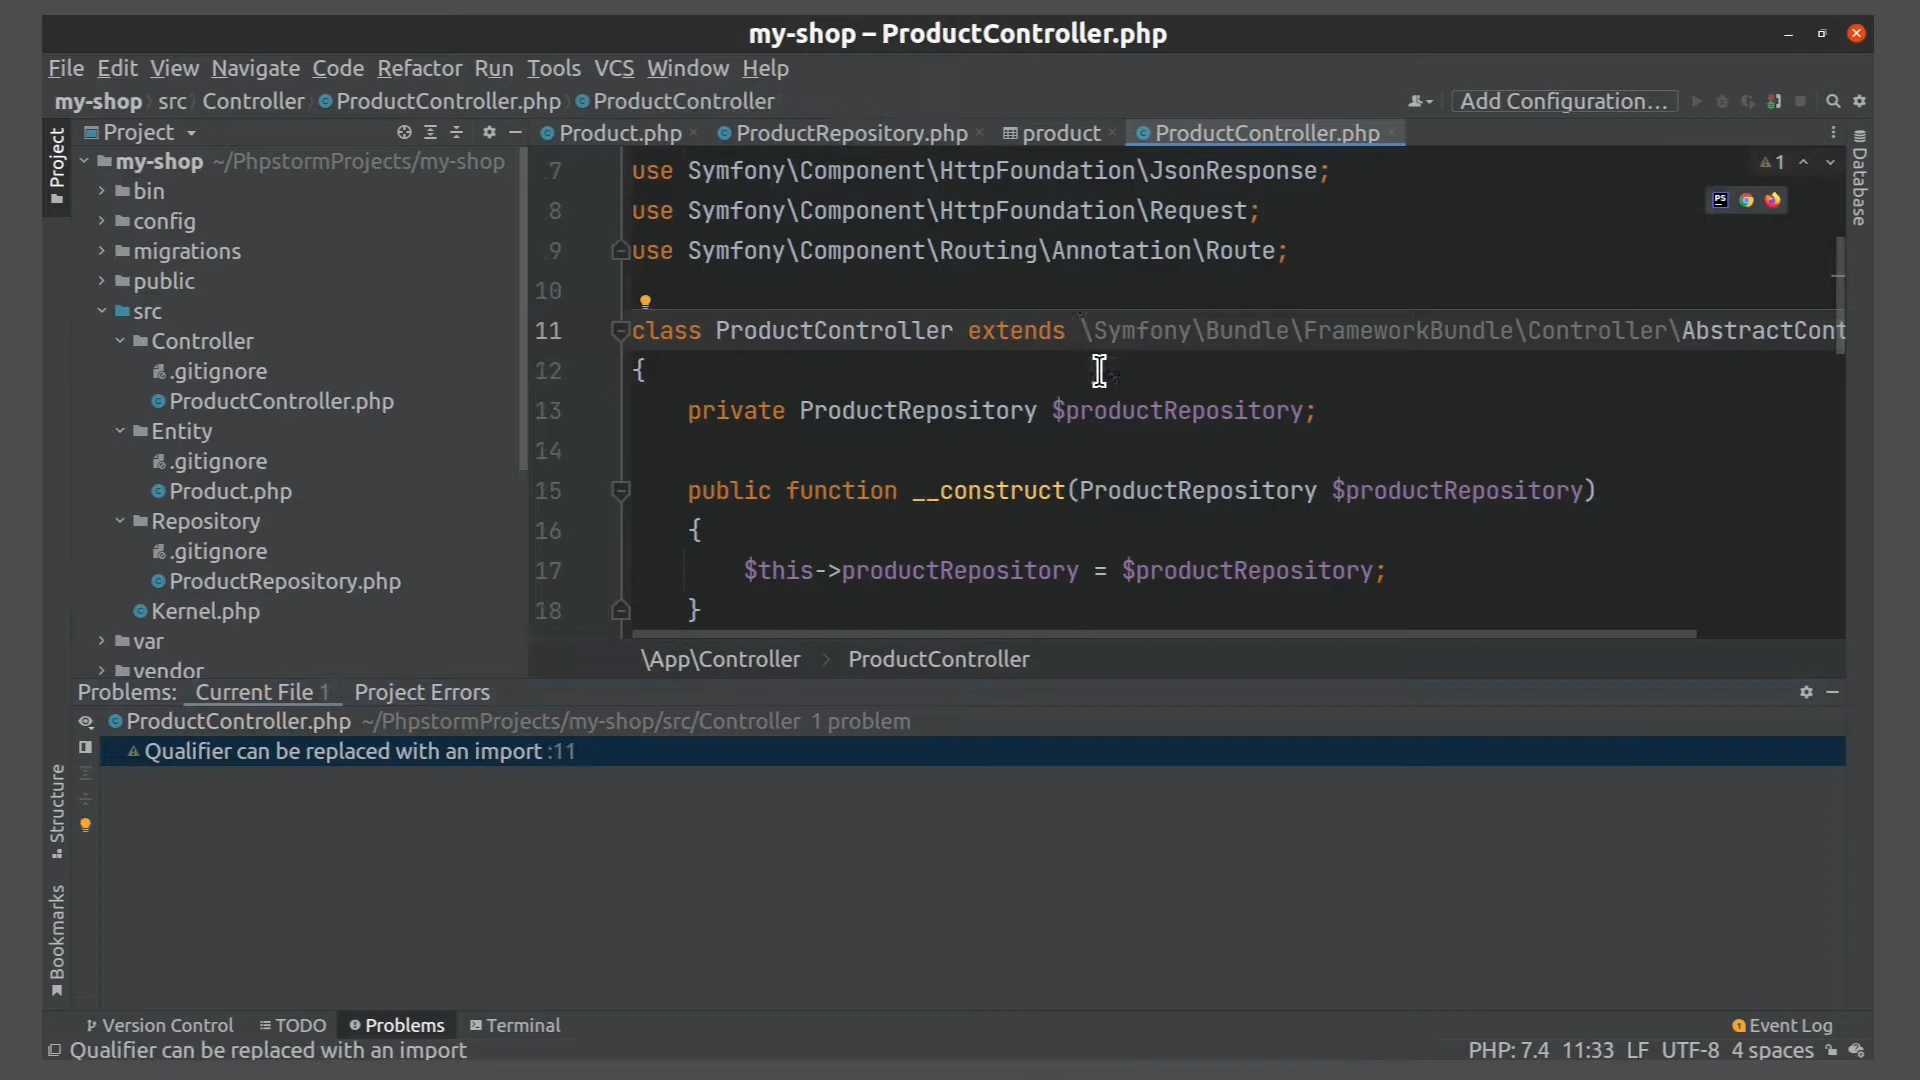 my-shop – ProductController.php
File Edit View Navigate Code Refactor Run Tools VCS Window Help
my-shop src Controller ProductController.php ProductController
Add Configuration...
Project
Project
my-shop ~/PhpstormProjects/my-shop
bin
config
migrations
public
src
Controller
.gitignore
ProductController.php
Entity
.gitignore
Product.php
Repository
.gitignore
ProductRepository.php
Kernel.php
var
vendor
Product.php ProductRepository.php product ProductController.php
1
PS
Database
7 use Symfony\Component\HttpFoundation\JsonResponse;
8 use Symfony\Component\HttpFoundation\Request;
9 use Symfony\Component\Routing\Annotation\Route;
10
11 class ProductController extends \Symfony\Bundle\FrameworkBundle\Controller\AbstractCont
12 {
13 private ProductRepository $productRepository;
14
15 public function __construct(ProductRepository $productRepository)
16 {
17 $this->productRepository = $productRepository;
18 }
\App\Controller ProductController
Problems: Current File 1 Project Errors
ProductController.php ~/PhpstormProjects/my-shop/src/Controller 1 problem
Qualifier can be replaced with an import :11
Structure
Bookmarks
Version Control TODO Problems Terminal
1 Event Log
Qualifier can be replaced with an import
PHP: 7.4 11:33 LF UTF-8 4 spaces